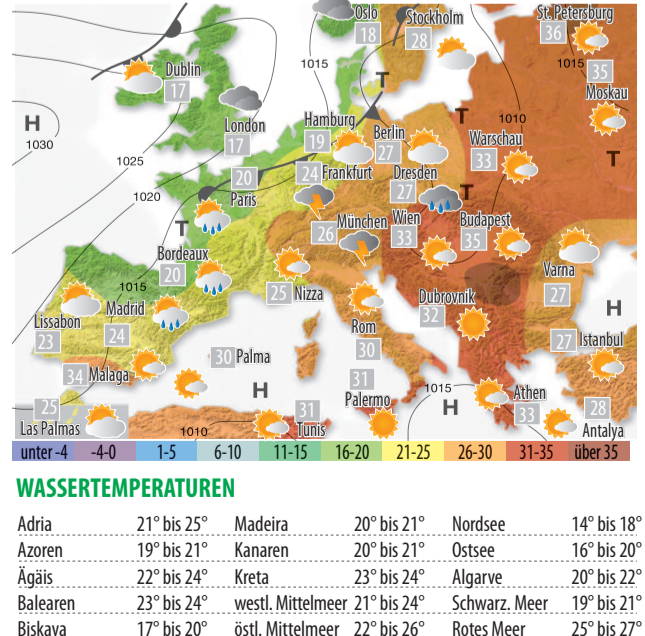 Oslo
18
Stockholm
28
St. Petersburg
36
1015
1015
35
Moskau
Dublin
17
T
H
1030
London
17
Hamburg
19
Berlin
27
T
1010
Warschau
33
T
1025
1020
20
Paris
24 Frankfurt
Dresden
27
T
T
26
München
Wien
33
Budapest
35
Bordeaux
20
Varna
27
1015
Madrid
24
25 Nizza
Dubrovnik
32
H
Lissabon
23
Rom
30
27 Istanbul
34 Malaga
30 Palma
31
Palermo
1015
H
H
Athen
33
25
Las Palmas
1010
31
Tunis
28
Antalya
unter -4 -4-0 1-5 6-10 11-15 16-20 21-25 26-30 31-35 über 35
WASSERTEMPERATUREN
Adria 21° bis 25° Madeira 20° bis 21° Nordsee 14° bis 18°
Azoren 19° bis 21° Kanaren 20° bis 21° Ostsee 16° bis 20°
Ägäis 22° bis 24° Kreta 23° bis 24° Algarve 20° bis 22°
Balearen 23° bis 24° westl. Mittelmeer 21° bis 24° Schwarz. Meer 19° bis 21°
Biskaya 17° bis 20° östl. Mittelmeer 22° bis 26° Rotes Meer 25° bis 27°